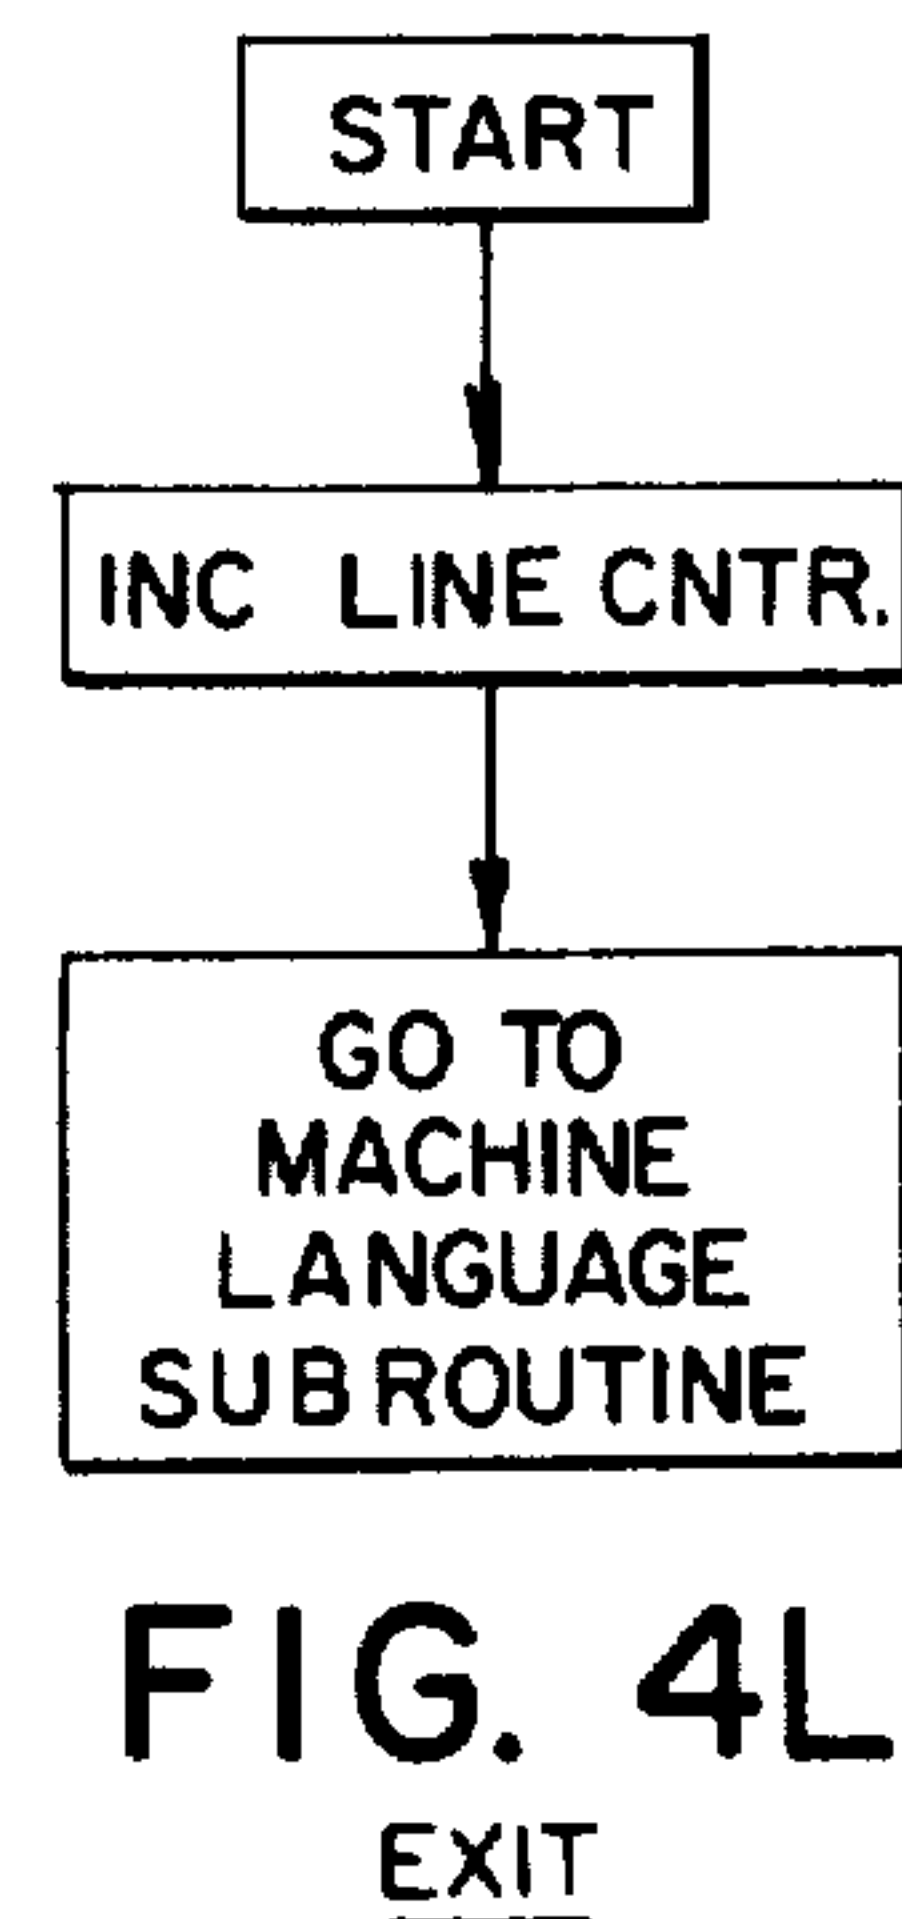 START
INC LINE CNTR.
GO TO
MACHINE
LANGUAGE
SUBROUTINE
FIG. 4L
EXIT